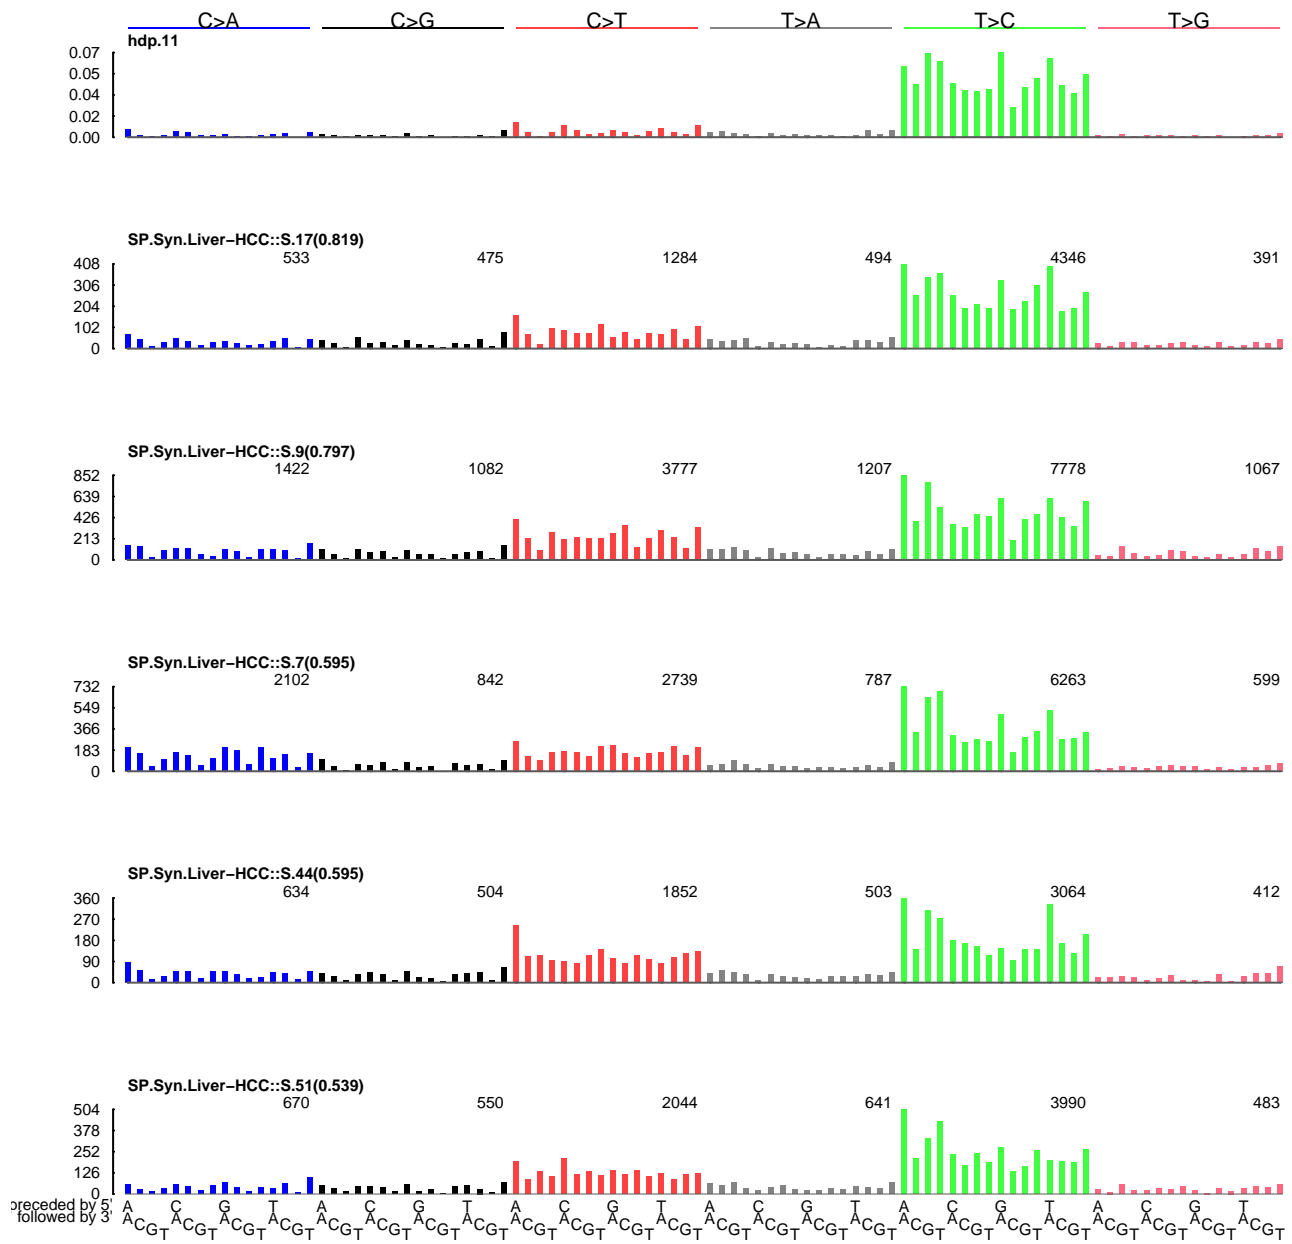 C>A C>G C>T T>A T>C T>G
hdp.11
0.07
0.05
0.04
0.02
0.00
SP.Syn.Liver−HCC::S.17(0.819)
533 475 1284 494 4346 391
408
306
204
102
0
SP.Syn.Liver−HCC::S.9(0.797)
1422 1082 3777 1207 7778 1067
852
639
426
213
0
SP.Syn.Liver−HCC::S.7(0.595)
2102 842 2739 787 6263 599
732
549
366
183
0
SP.Syn.Liver−HCC::S.44(0.595)
634 504 1852 503 3064 412
360
270
180
90
0
SP.Syn.Liver−HCC::S.51(0.539)
670 550 2044 641 3990 483
504
378
252
126
0
preceded by 5' A C G T A C G T A C G T A C G T A C G T A C G T
followed by 3' A C G T A C G T A C G T A C G T A C G T A C G T A C G T A C G T A C G T A C G T A C G T A C G T A C G T A C G T A C G T A C G T A C G T A C G T A C G T A C G T A C G T A C G T A C G T A C G T